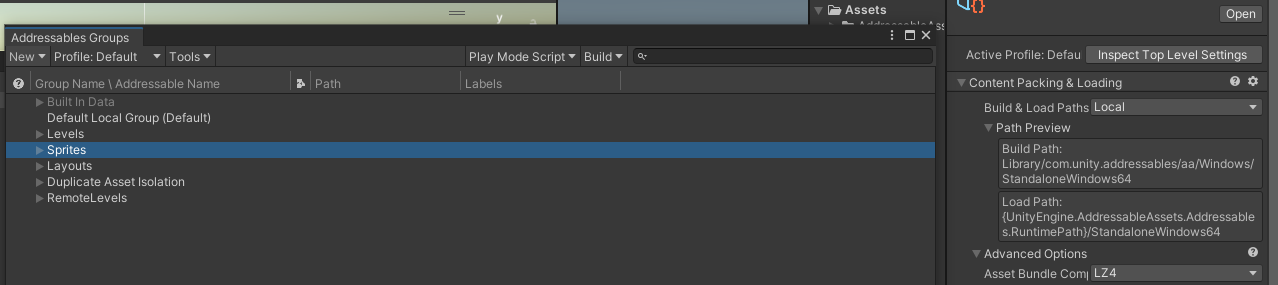 y
a
Assets
Open
Addressables Groups
New
Profile: Default
Tools
Play Mode Script
Build
Active Profile: Defau
Inspect Top Level Settings
Group Name \ Addressable Name
Path
Labels
Built In Data
Default Local Group (Default)
Levels
Sprites
Layouts
Duplicate Asset Isolation
RemoteLevels
Content Packing & Loading
Build & Load Paths
Local
Path Preview
Build Path:
Library/com.unity.addressables/aa/Windows/
StandaloneWindows64
Load Path:
{UnityEngine.AddressableAssets.Addressable
s.RuntimePath}/StandaloneWindows64
Advanced Options
Asset Bundle Comp
LZ4